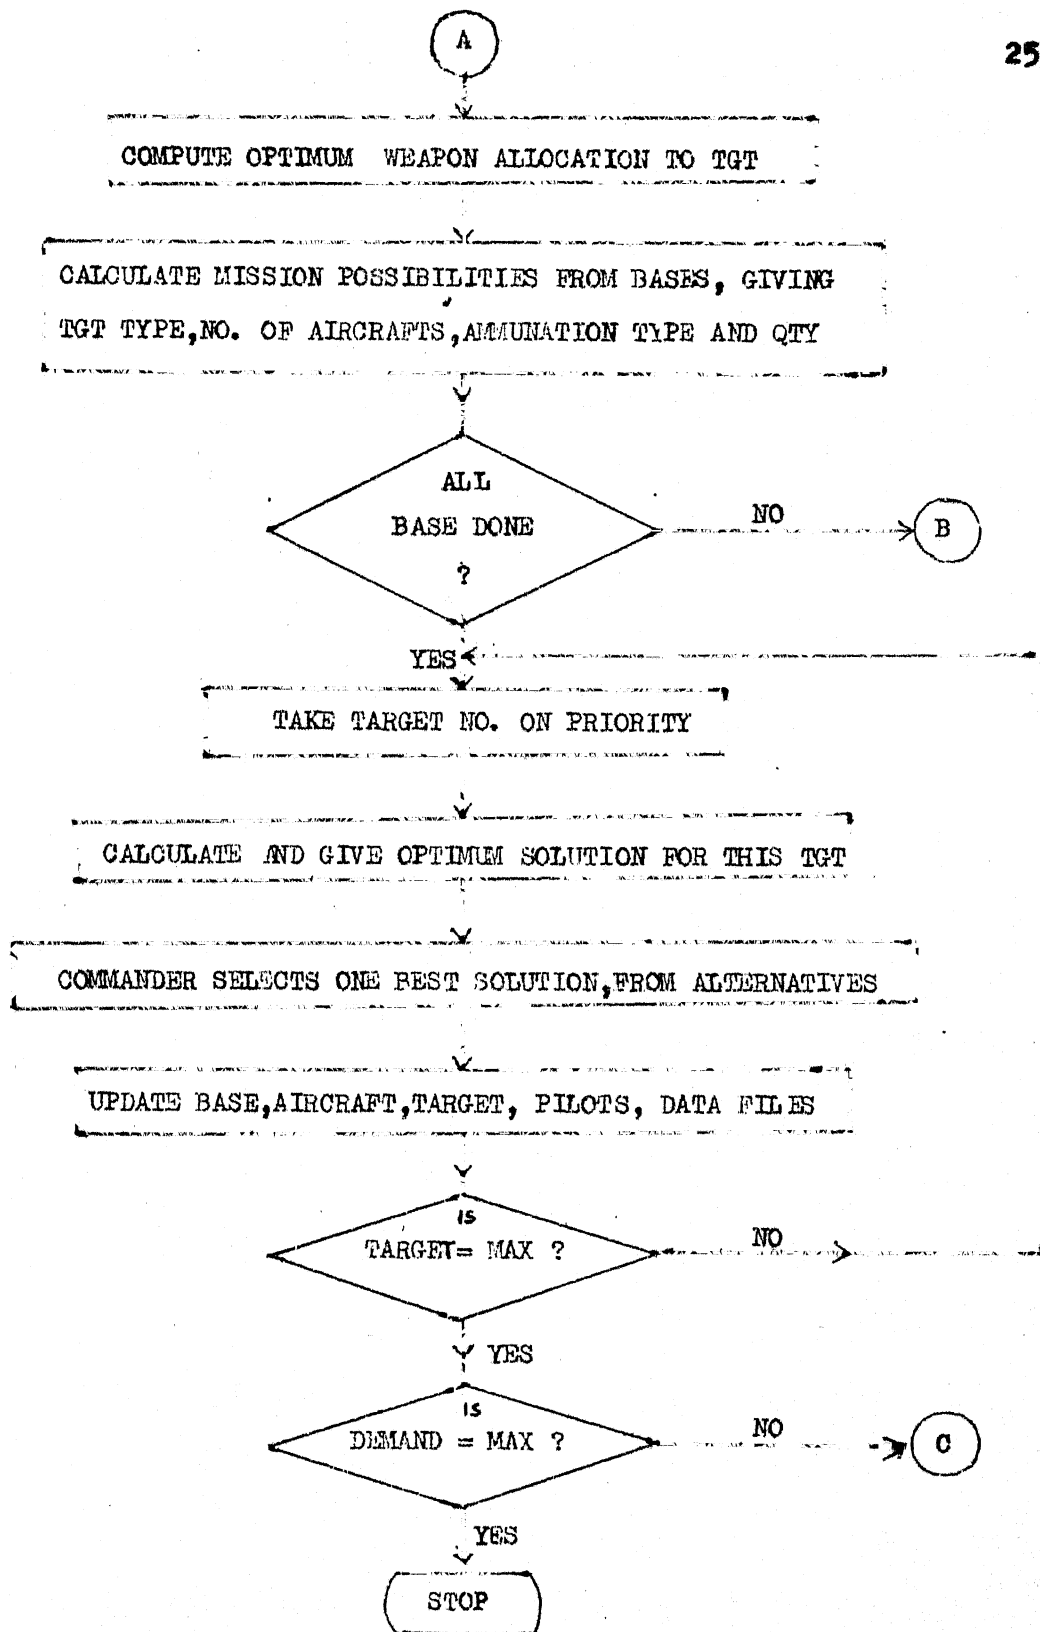 A
25
COMPUTE OPTIMUM WEAPON ALLOCATION TO TGT
CALCULATE MISSION POSSIBILITIES FROM BASES, GIVING
TGT TYPE,NO. OF AIRCRAFTS,AMMUNATION TYPE AND QTY
ALL
BASE DONE
?
NO
B
YES
TAKE TARGET NO. ON PRIORITY
CALCULATE AND GIVE OPTIMUM SOLUTION FOR THIS TGT
COMMANDER SELECTS ONE BEST SOLUTION,FROM ALTERNATIVES
UPDATE BASE,AIRCRAFT,TARGET, PILOTS, DATA FILES
IS
TARGET= MAX ?
NO
YES
IS
DEMAND = MAX ?
NO
C
YES
STOP